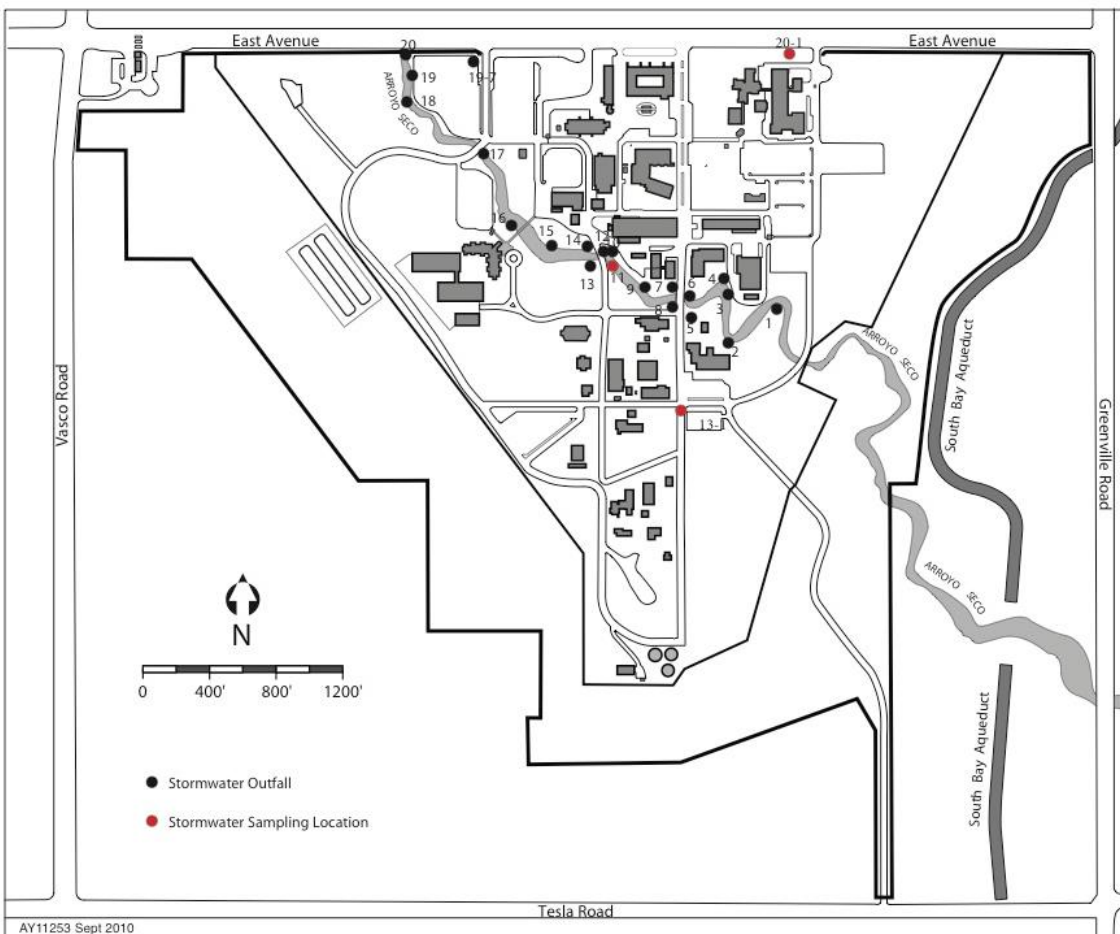 East Avenue
20
20-1
East Avenue
19
19-7
18
ARROYO SECO
17
16
15
14
12
13
11
9
7
8
6
5
4
3
2
1
ARROYO SECO
South Bay Aqueduct
Vasco Road
Greenville Road
13-
ARROYO SECO
N
0 400' 800' 1200'
South Bay Aqueduct
Stormwater Outfall
Stormwater Sampling Location
Tesla Road
AY11253 Sept 2010